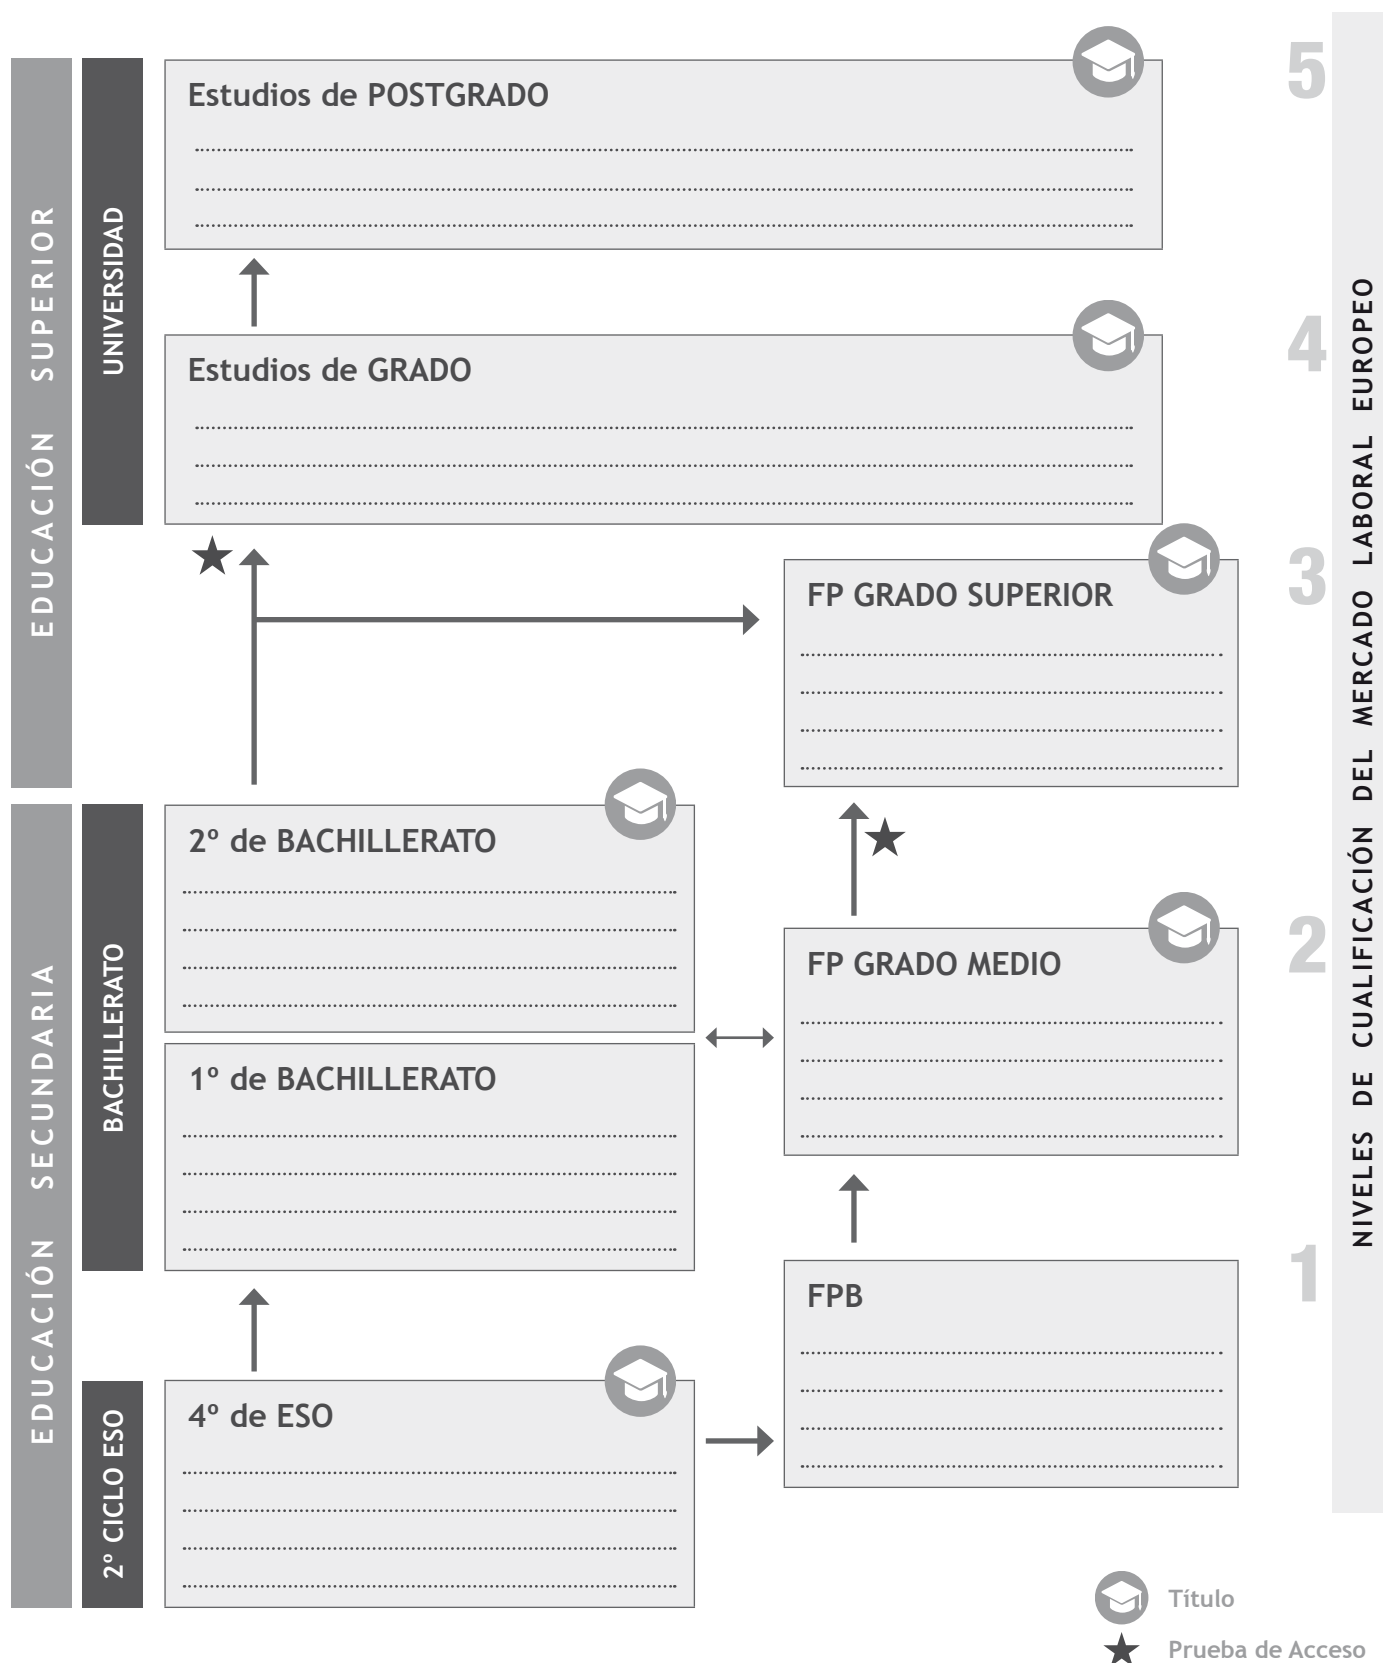 5
Estudios de POSTGRADO
EDUCACIÓN SUPERIOR
UNIVERSIDAD
4
Estudios de GRADO
3
FP GRADO SUPERIOR
2º de BACHILLERATO
EDUCACIÓN SECUNDARIA
BACHILLERATO
2
FP GRADO MEDIO
1º de BACHILLERATO
1
FPB
2º CICLO ESO
4º de ESO
NIVELES DE CUALIFICACIÓN DEL MERCADO LABORAL EUROPEO
Título
Prueba de Acceso